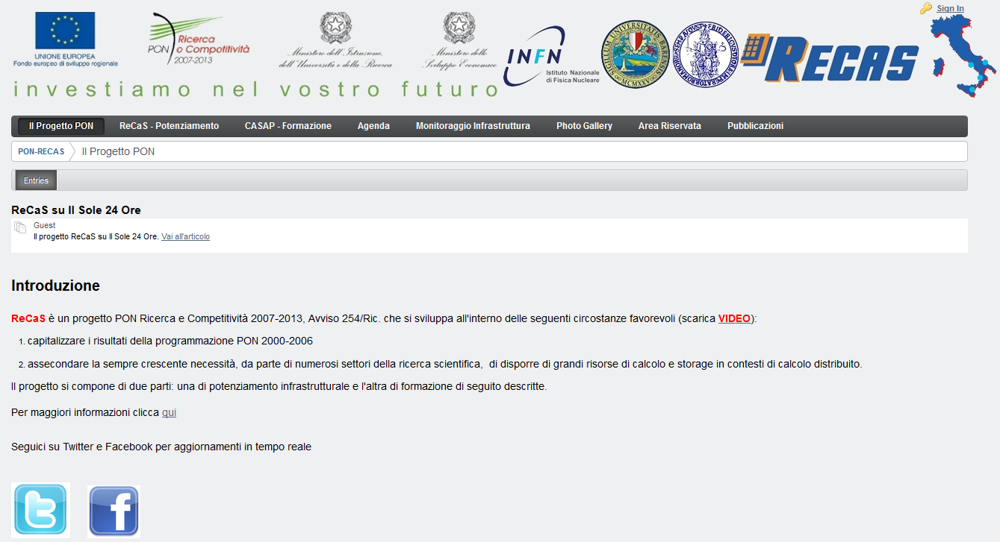 Sign In
UNIONE EUROPEA
Fondo europeo di sviluppo regionale
PON Ricerca e Competitività
2007-2013
Ministero dell'Istruzione,
dell'Università e della Ricerca
Ministero dello
Sviluppo Economico
INFN
Istituto Nazionale
di Fisica Nucleare
RECAS
investiamo nel vostro futuro
Il Progetto PON ReCaS - Potenziamento CASAP - Formazione Agenda Monitoraggio Infrastruttura Photo Gallery Area Riservata Pubblicazioni
PON-RECAS Il Progetto PON
Entries
ReCaS su Il Sole 24 Ore
Guest
Il progetto ReCaS su Il Sole 24 Ore. Vai all'articolo
Introduzione
ReCaS è un progetto PON Ricerca e Competitività 2007-2013, Avviso 254/Ric. che si sviluppa all'interno delle seguenti circostanze favorevoli (scarica VIDEO):
1. capitalizzare i risultati della programmazione PON 2000-2006
2. assecondare la sempre crescente necessità, da parte di numerosi settori della ricerca scientifica, di disporre di grandi risorse di calcolo e storage in contesti di calcolo distribuito.
Il progetto si compone di due parti: una di potenziamento infrastrutturale e l'altra di formazione di seguito descritte.
Per maggiori informazioni clicca qui
Seguici su Twitter e Facebook per aggiornamenti in tempo reale